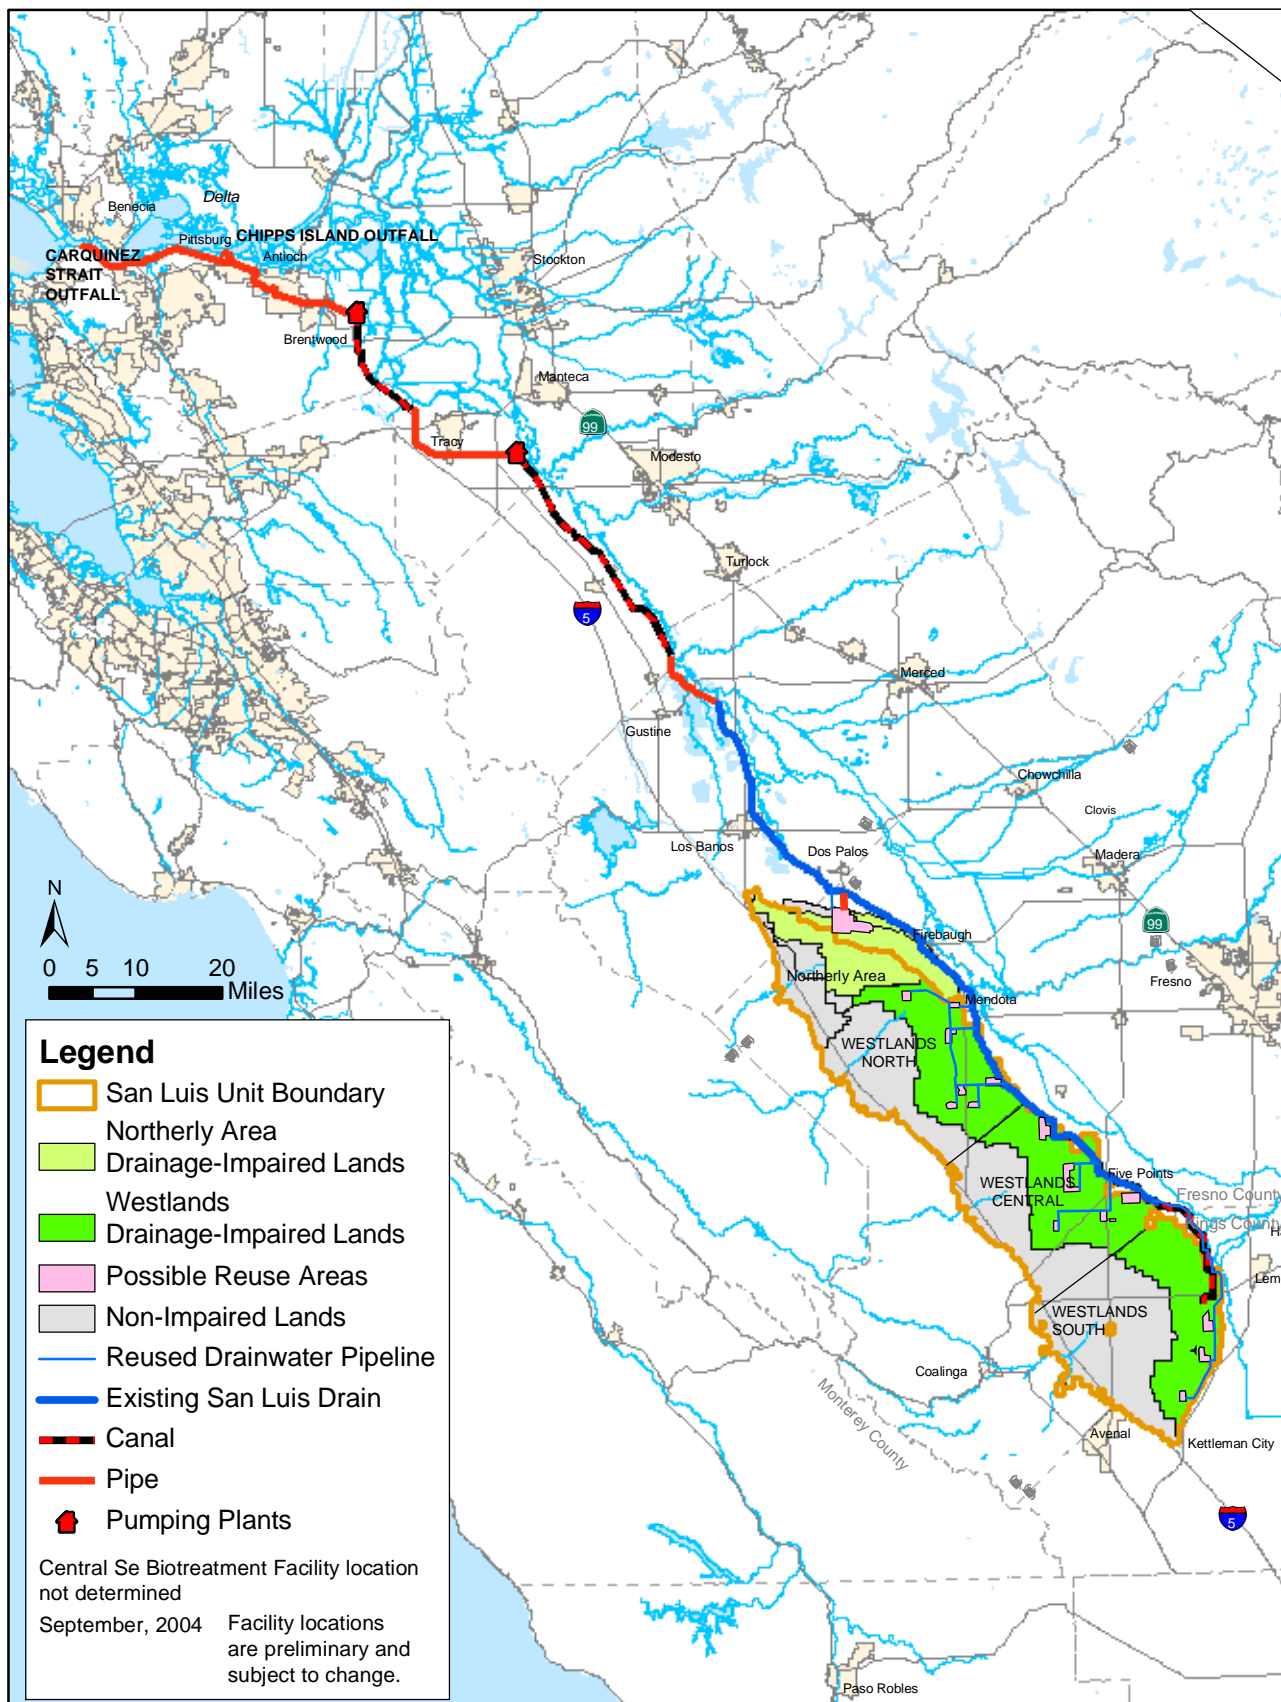 Benecia
Delta
Pittsburg
CHIPPS ISLAND OUTFALL
Antioch
CARQUINEZ
STRAIT
OUTFALL
Stockton
Brentwood
Manteca
99
Tracy
Modesto
Turlock
5
Merced
Gustine
Chowchilla
Clovis
Los Banos
Dos Palos
Madera
N
99
Firebaugh
0 5 10 20
Miles
Northerly Area
Fresno
Mendota
WESTLANDS
NORTH
Legend
San Luis Unit Boundary
Northerly Area
Drainage-Impaired Lands
Westlands
Drainage-Impaired Lands
Possible Reuse Areas
Non-Impaired Lands
Reused Drainwater Pipeline
Existing San Luis Drain
Canal
Pipe
Pumping Plants
Central Se Biotreatment Facility location
not determined
September, 2004
Facility locations
are preliminary and
subject to change.
Five Points
WESTLANDS
CENTRAL
Fresno County
Kings County
Ha
Lem
WESTLANDS
SOUTH
Coalinga
Monterey County
Avenal
Kettleman City
5
Paso Robles